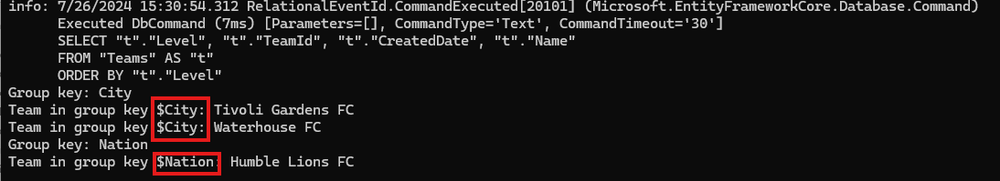 info: 7/26/2024 15:30:54.312 RelationalEventId.CommandExecuted[20101] (Microsoft.EntityFrameworkCore.Database.Command)
Executed DbCommand (7ms) [Parameters=[], CommandType='Text', CommandTimeout='30']
SELECT "t"."Level", "t"."TeamId", "t"."CreatedDate", "t"."Name"
FROM "Teams" AS "t"
ORDER BY "t"."Level"
Group key: City
Team in group key $City: Tivoli Gardens FC
Team in group key $City: Waterhouse FC
Group key: Nation
Team in group key $Nation: Humble Lions FC